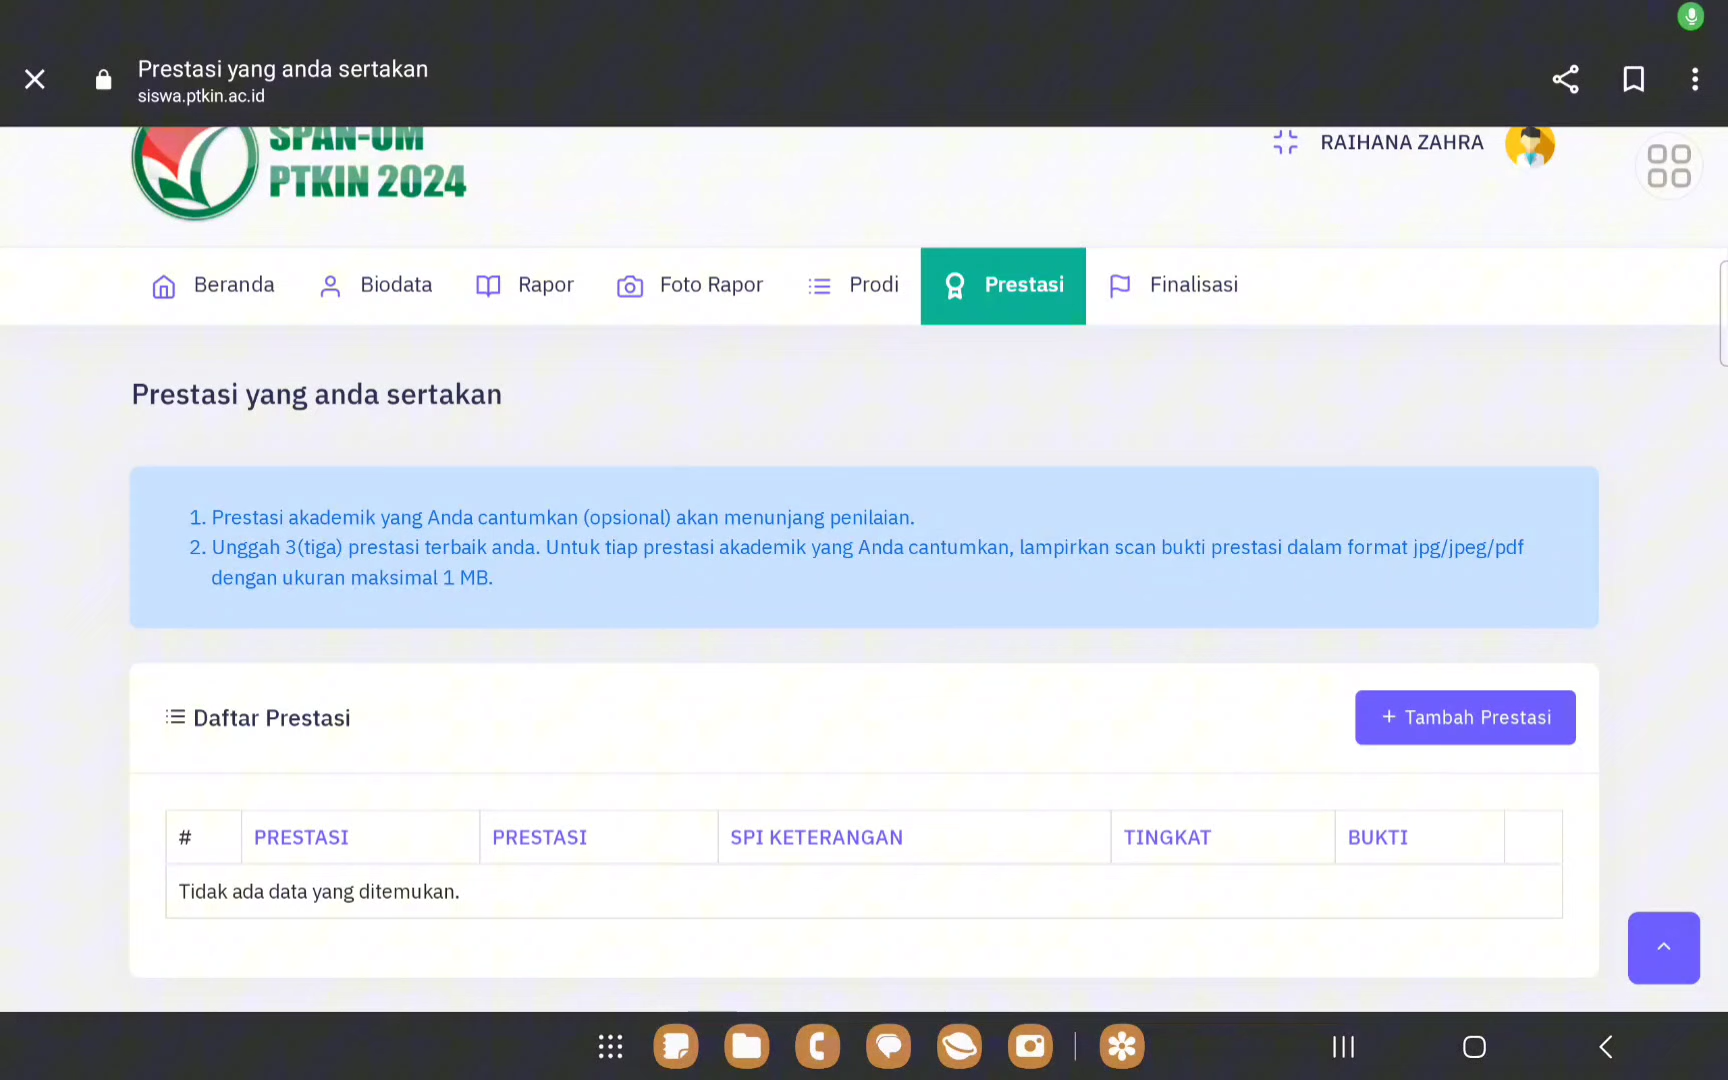 Prestasi yang anda sertakan
siswa.ptkin.ac.id
SPAN-UM
PTKIN 2024
RAIHANA ZAHRA
Beranda
Biodata
Rapor
Foto Rapor
Prodi
Prestasi
Finalisasi
Prestasi yang anda sertakan
1. Prestasi akademik yang Anda cantumkan (opsional) akan menunjang penilaian.
2. Unggah 3(tiga) prestasi terbaik anda. Untuk tiap prestasi akademik yang Anda cantumkan, lampirkan scan bukti prestasi dalam format jpg/jpeg/pdf
dengan ukuran maksimal 1 MB.
Daftar Prestasi
+ Tambah Prestasi
# PRESTASI PRESTASI SPI KETERANGAN TINGKAT BUKTI
Tidak ada data yang ditemukan.